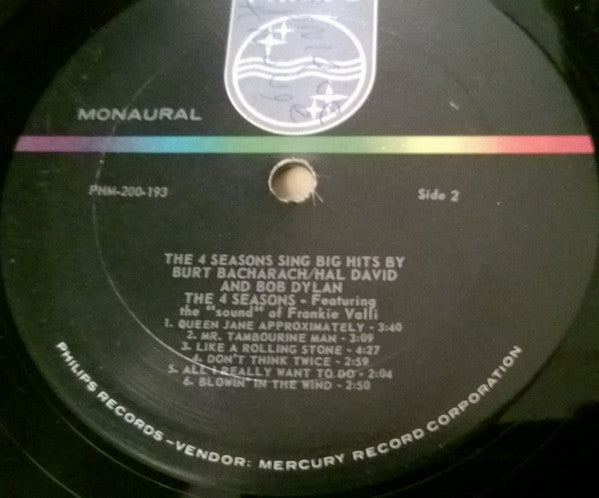 MONAURAL
PHM-200-193
Side 2
THE 4 SEASONS SING BIG HITS BY
BURT BACHARACH/HAL DAVID
AND BOB DYLAN
THE 4 SEASONS - Featuring
the "sound" of Frankie Valli
1. QUEEN JANE APPROXIMATELY - 3:40
2. MR. TAMBOURINE MAN - 3:09
3. LIKE A ROLLING STONE - 4:27
4. DON'T THINK TWICE - 2:59
5. ALL I REALLY WANT TO DO - 2:04
6. BLOWIN' IN THE WIND - 2:50
PHILIPS RECORDS - VENDOR: MERCURY RECORD CORPORATION